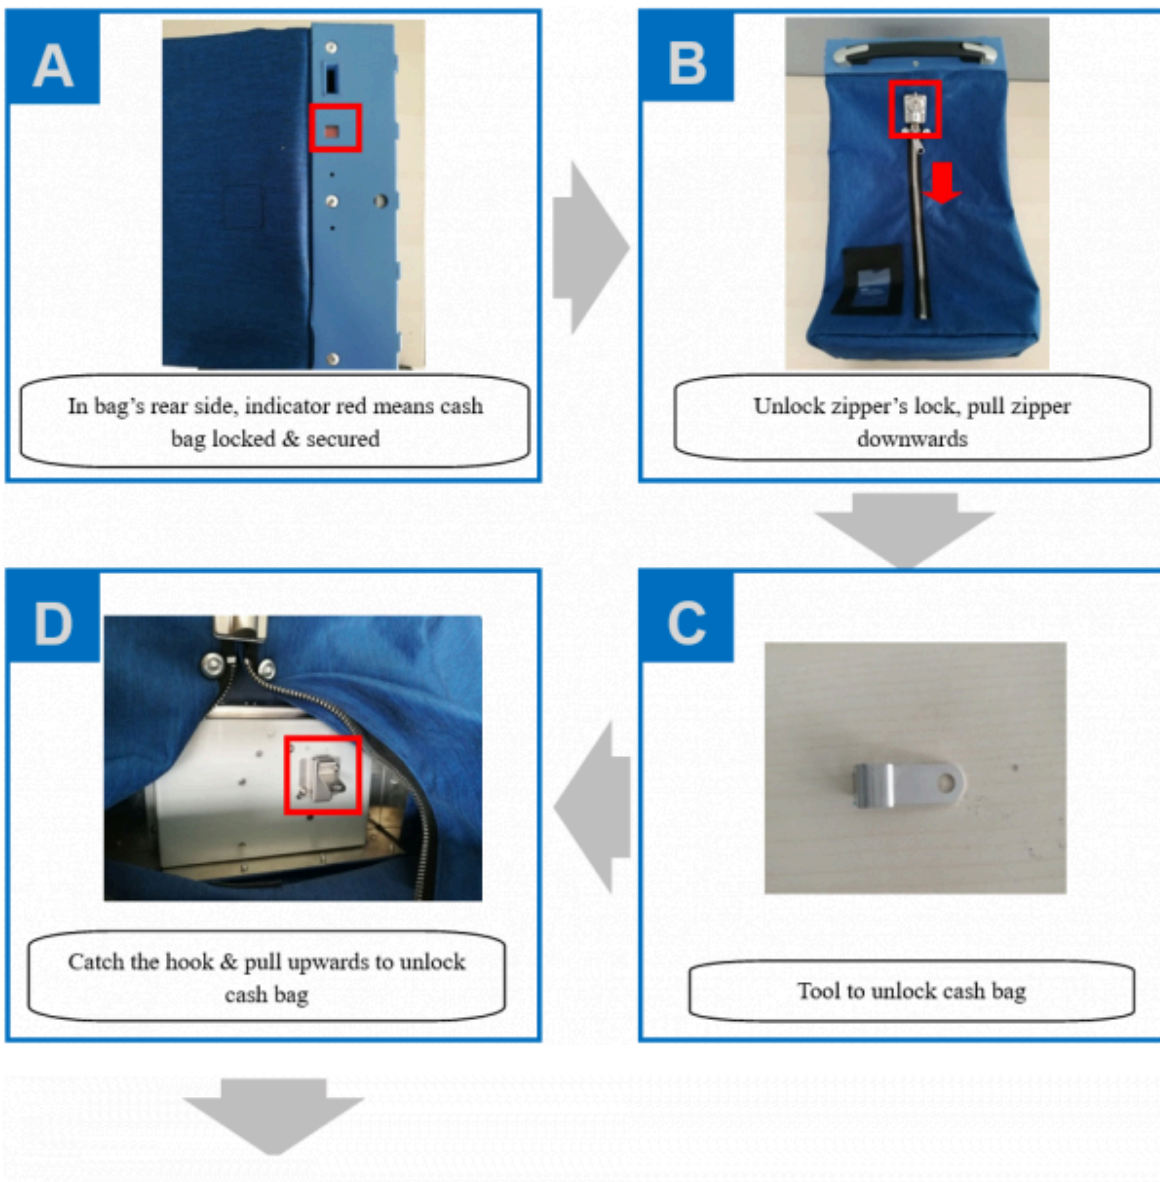 A
In bag's rear side, indicator red means cash
bag locked & secured
B
Unlock zipper's lock, pull zipper
downwards
C
Tool to unlock cash bag
D
Catch the hook & pull upwards to unlock
cash bag